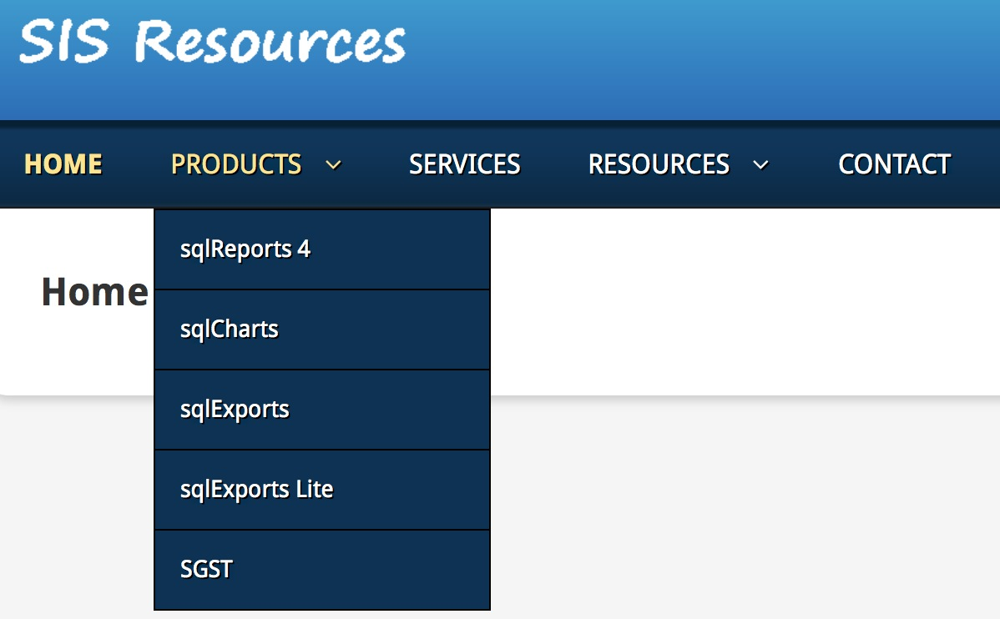 SIS Resources
HOME PRODUCTS SERVICES RESOURCES CONTACT
sqlReports 4
Home
sqlCharts
sqlExports
sqlExports Lite
SGST